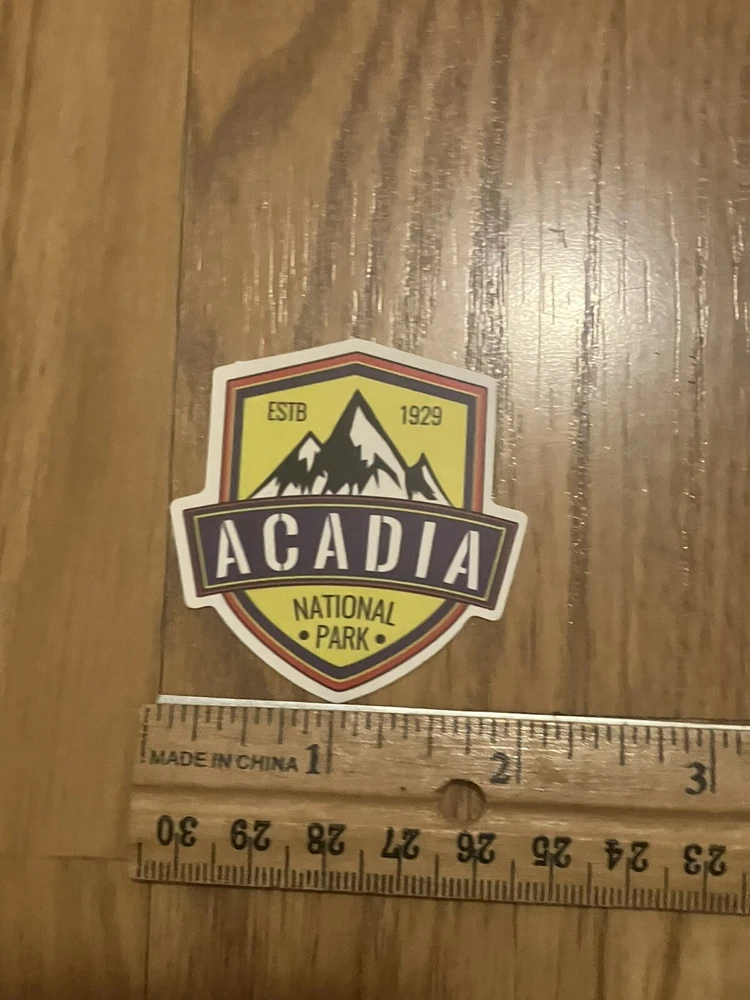 ESTB 1929
ACADIA
NATIONAL
• PARK •
MADE IN CHINA 1 2 3
30 29 28 27 26 25 24 23